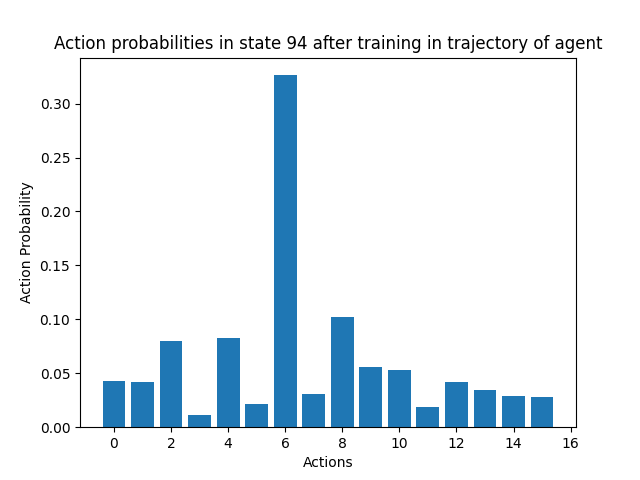 Action probabilities in state 94 after training in trajectory of agent
0.30
0.25
0.20
0.15
0.10
0.05
0.00
Action Probability
0 2 4 6 8 10 12 14 16
Actions